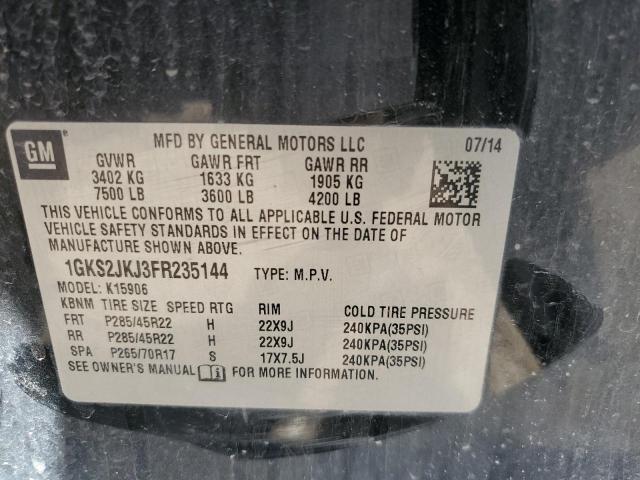 GM
MFD BY GENERAL MOTORS LLC 07/14
GVWR GAWR FRT GAWR RR
3402 KG 1633 KG 1905 KG
7500 LB 3600 LB 4200 LB
THIS VEHICLE CONFORMS TO ALL APPLICABLE U.S. FEDERAL MOTOR
VEHICLE SAFETY STANDARDS IN EFFECT ON THE DATE OF
MANUFACTURE SHOWN ABOVE.
1GKS2JKJ3FR235144 TYPE: M.P.V.
MODEL: K15906
KBNM TIRE SIZE SPEED RTG RIM COLD TIRE PRESSURE
FRT P285/45R22 H 22X9J 240KPA(35PSI)
RR P285/45R22 H 22X9J 240KPA(35PSI)
SPA P265/70R17 S 17X7.5J 240KPA(35PSI)
SEE OWNER'S MANUAL FOR MORE INFORMATION.